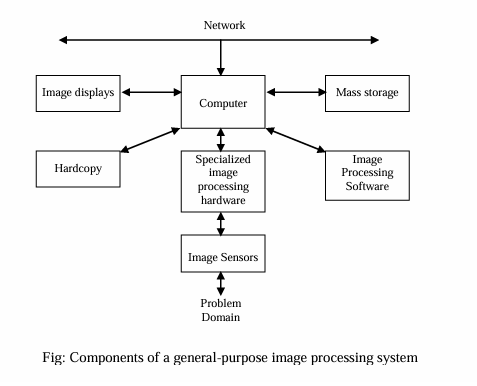 Network
Image displays
Computer
Mass storage
Hardcopy
Specialized
image
processing
hardware
Image
Processing
Software
Image Sensors
Problem
Domain
Fig: Components of a general-purpose image processing system